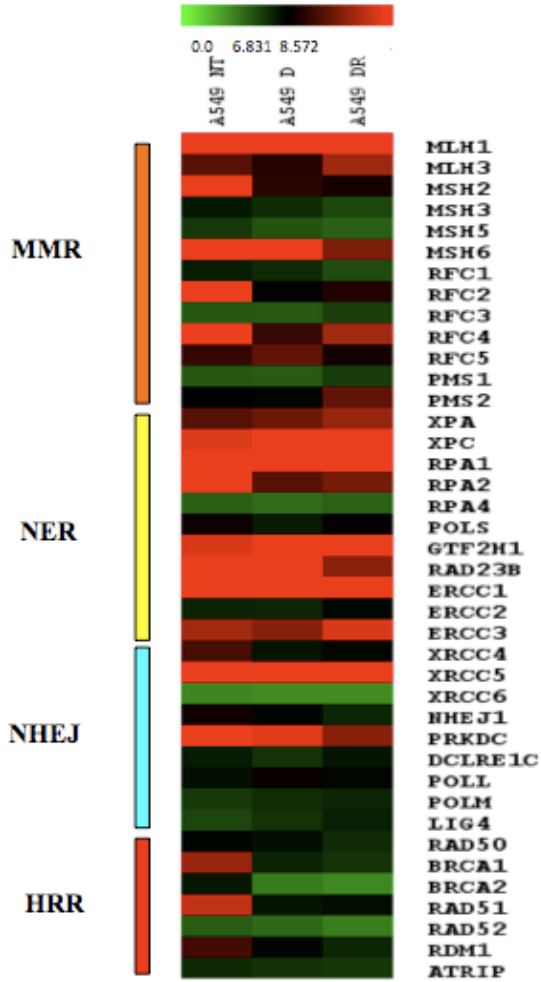 0.0 6.831 8.572
A549 NT
A549 D
A549 DR
MMR
NER
NHEJ
HRR
MLH1
MLH3
MSH2
MSH3
MSH5
MSH6
RFC1
RFC2
RFC3
RFC4
RFC5
PMS1
PMS2
XPA
XPC
RPA1
RPA2
RPA4
POLS
GTF2H1
RAD23B
ERCC1
ERCC2
ERCC3
XRCC4
XRCC5
XRCC6
NHEJ1
PRKDC
DCLRE1C
POLL
POLM
LIG4
RAD50
BRCA1
BRCA2
RAD51
RAD52
RDM1
ATRIP